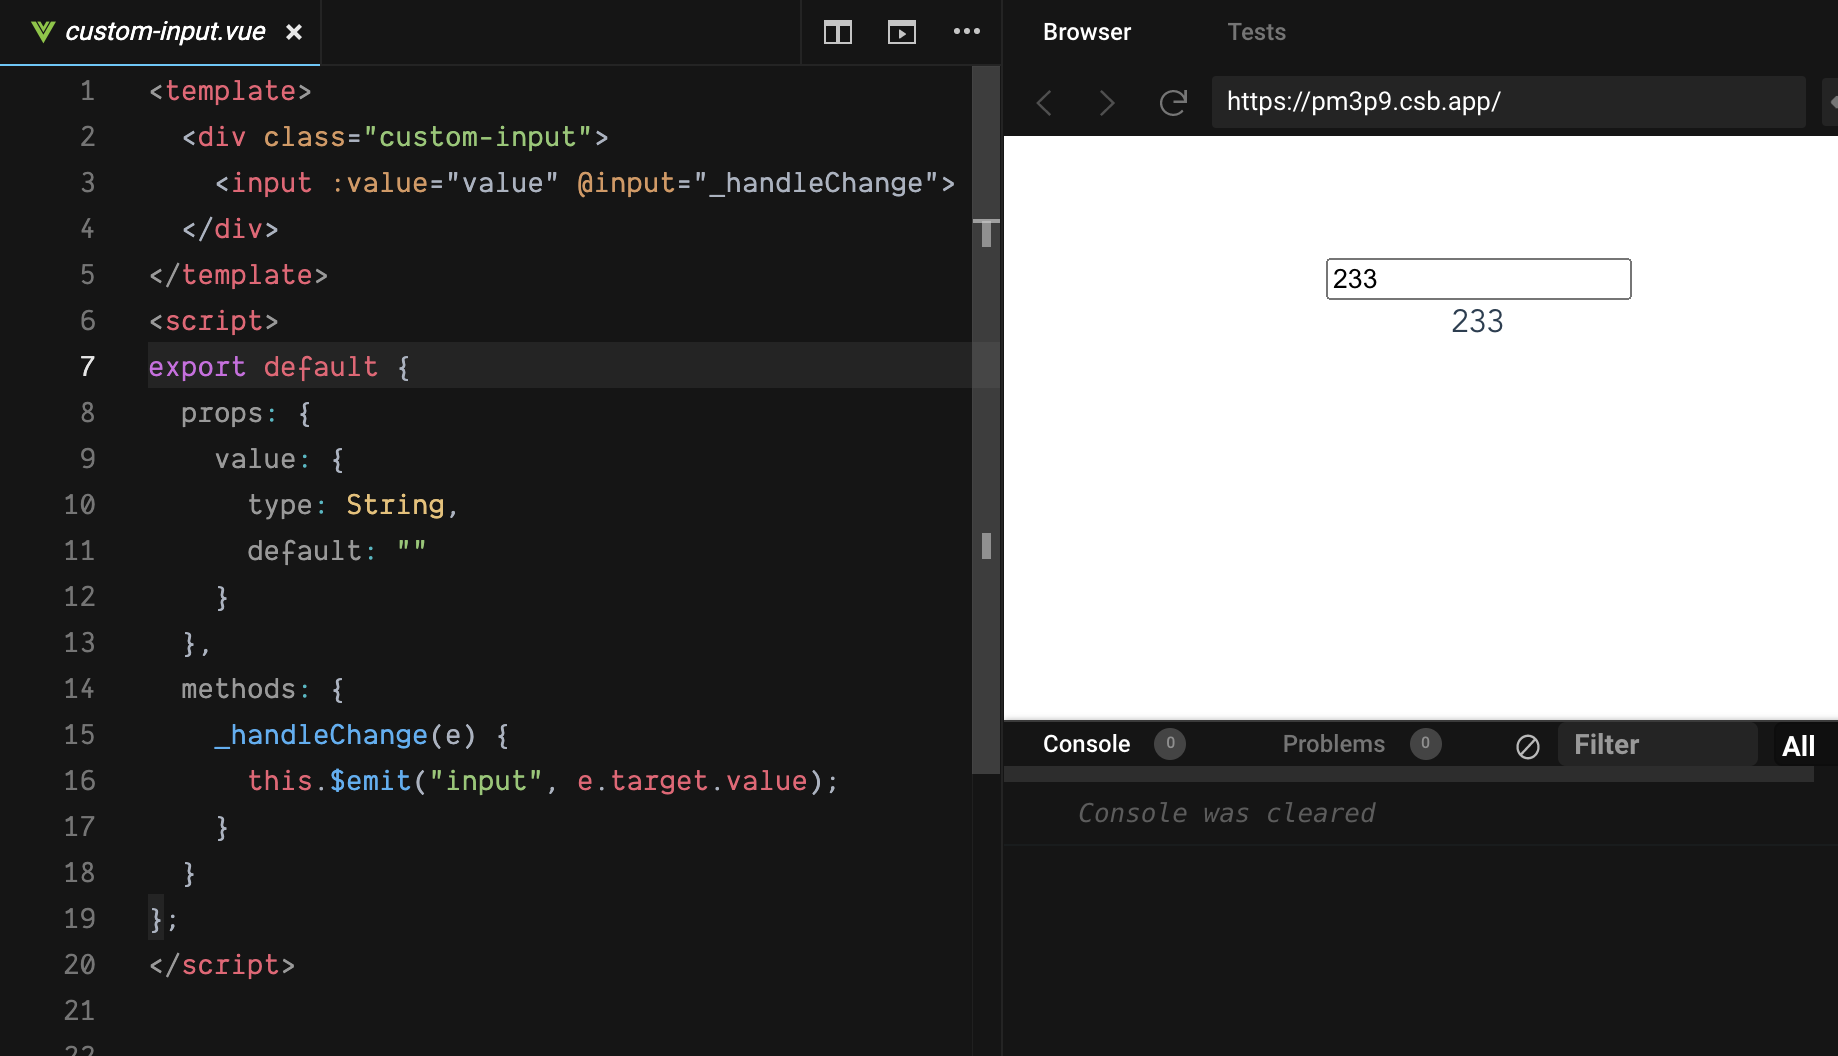 custom-input.vue
1 <template>
2 <div class="custom-input">
3 <input :value="value" @input="_handleChange">
4 </div>
5 </template>
6 <script>
7 export default {
8 props: {
9 value: {
10 type: String,
11 default: ""
12 }
13 },
14 methods: {
15 _handleChange(e) {
16 this.$emit("input", e.target.value);
17 }
18 }
19 };
20 </script>
21
22
Browser Tests
https://pm3p9.csb.app/
233
233
Console 0 Problems 0 Filter All
Console was cleared